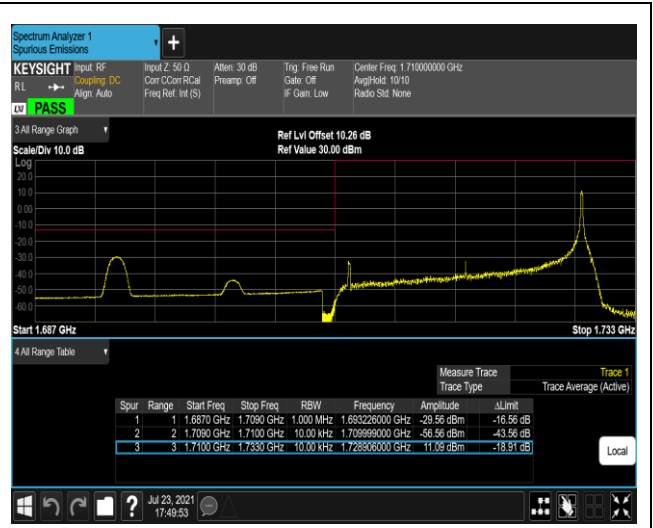 Spectrum Analyzer 1
Spurious Emissions
KEYSIGHT
RL
LXI PASS
Input: RF
Coupling: DC
Align: Auto
Input Z: 50 Ω
Corr CCorr RCal
Freq Ref: Int (S)
Atten: 30 dB
Preamp: Off
Trig: Free Run
Gate: Off
IF Gain: Low
Center Freq: 1.710000000 GHz
Avg|Hold: 10/10
Radio Std: None
3 All Range Graph
Ref Lvl Offset 10.26 dB
Scale/Div 10.0 dB
Ref Value 30.00 dBm
Log
20.0
10.0
0.00
-10.0
-20.0
-30.0
-40.0
-50.0
-60.0
Start 1.687 GHz
Stop 1.733 GHz
4 All Range Table
Measure Trace Trace 1
Trace Type Trace Average (Active)
Spur Range Start Freq Stop Freq RBW Frequency Amplitude ΔLimit
1 1 1.6870 GHz 1.7090 GHz 1.000 MHz 1.693226000 GHz -29.56 dBm -16.56 dB
2 2 1.7090 GHz 1.7100 GHz 10.00 kHz 1.709999000 GHz -56.56 dBm -43.56 dB
3 3 1.7100 GHz 1.7330 GHz 10.00 kHz 1.728906000 GHz 11.09 dBm -18.91 dB
Local
?
Jul 23, 2021
17:49:53